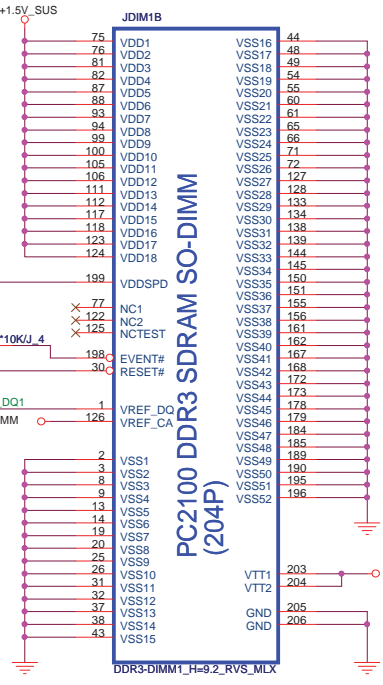 +1.5V_SUS
JDIM1B
75 VDD1
76 VDD2
81 VDD3
82 VDD4
87 VDD5
88 VDD6
93 VDD7
94 VDD8
99 VDD9
100 VDD10
105 VDD11
106 VDD12
111 VDD13
112 VDD14
117 VDD15
118 VDD16
123 VDD17
124 VDD18
199 VDDSPD
77 NC1
122 NC2
125 NCTEST
*10K/J_4
198 EVENT#
30 RESET#
_DQ1
1 VREF_DQ
MM
126 VREF_CA
2 VSS1
3 VSS2
8 VSS3
9 VSS4
13 VSS5
14 VSS6
19 VSS7
20 VSS8
25 VSS9
26 VSS10
31 VSS11
32 VSS12
37 VSS13
38 VSS14
43 VSS15
PC2100 DDR3 SDRAM SO-DIMM
(204P)
VSS16 44
VSS17 48
VSS18 49
VSS19 54
VSS20 55
VSS21 60
VSS22 61
VSS23 65
VSS24 66
VSS25 71
VSS26 72
VSS27 127
VSS28 128
VSS29 133
VSS30 134
VSS31 138
VSS32 139
VSS33 144
VSS34 145
VSS35 150
VSS36 151
VSS37 155
VSS38 156
VSS39 161
VSS40 162
VSS41 167
VSS42 168
VSS43 172
VSS44 173
VSS45 178
VSS46 179
VSS47 184
VSS48 185
VSS49 189
VSS50 190
VSS51 195
VSS52 196
VTT1 203
VTT2 204
GND 205
GND 206
DDR3-DIMM1_H=9.2_RVS_MLX